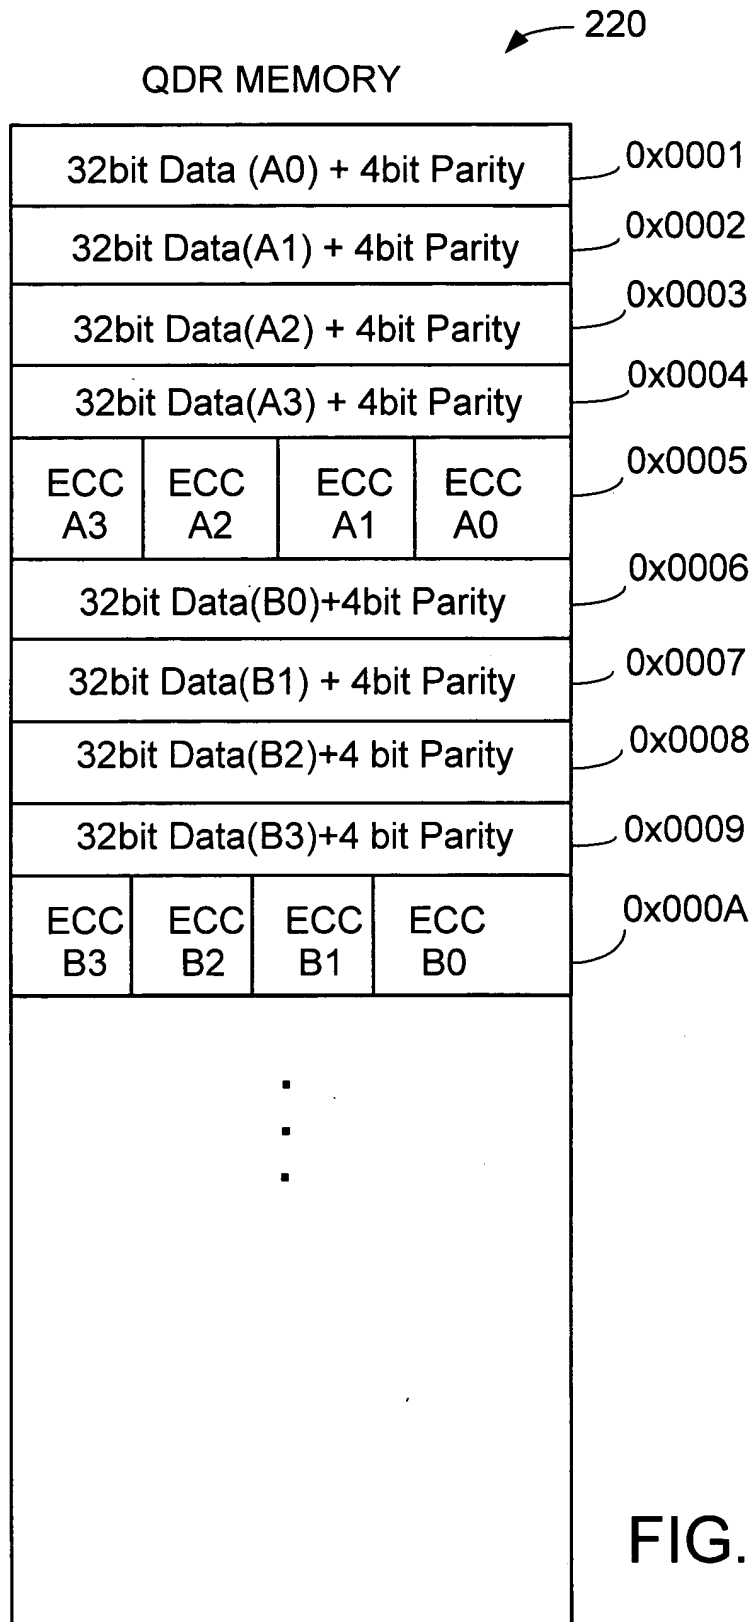 220
QDR MEMORY
32bit Data (A0) + 4bit Parity 0x0001
32bit Data(A1) + 4bit Parity 0x0002
32bit Data(A2) + 4bit Parity 0x0003
32bit Data(A3) + 4bit Parity 0x0004
ECC A3 ECC A2 ECC A1 ECC A0 0x0005
32bit Data(B0)+4bit Parity 0x0006
32bit Data(B1) + 4bit Parity 0x0007
32bit Data(B2)+4 bit Parity 0x0008
32bit Data(B3)+4 bit Parity 0x0009
ECC B3 ECC B2 ECC B1 ECC B0 0x000A
FIG.